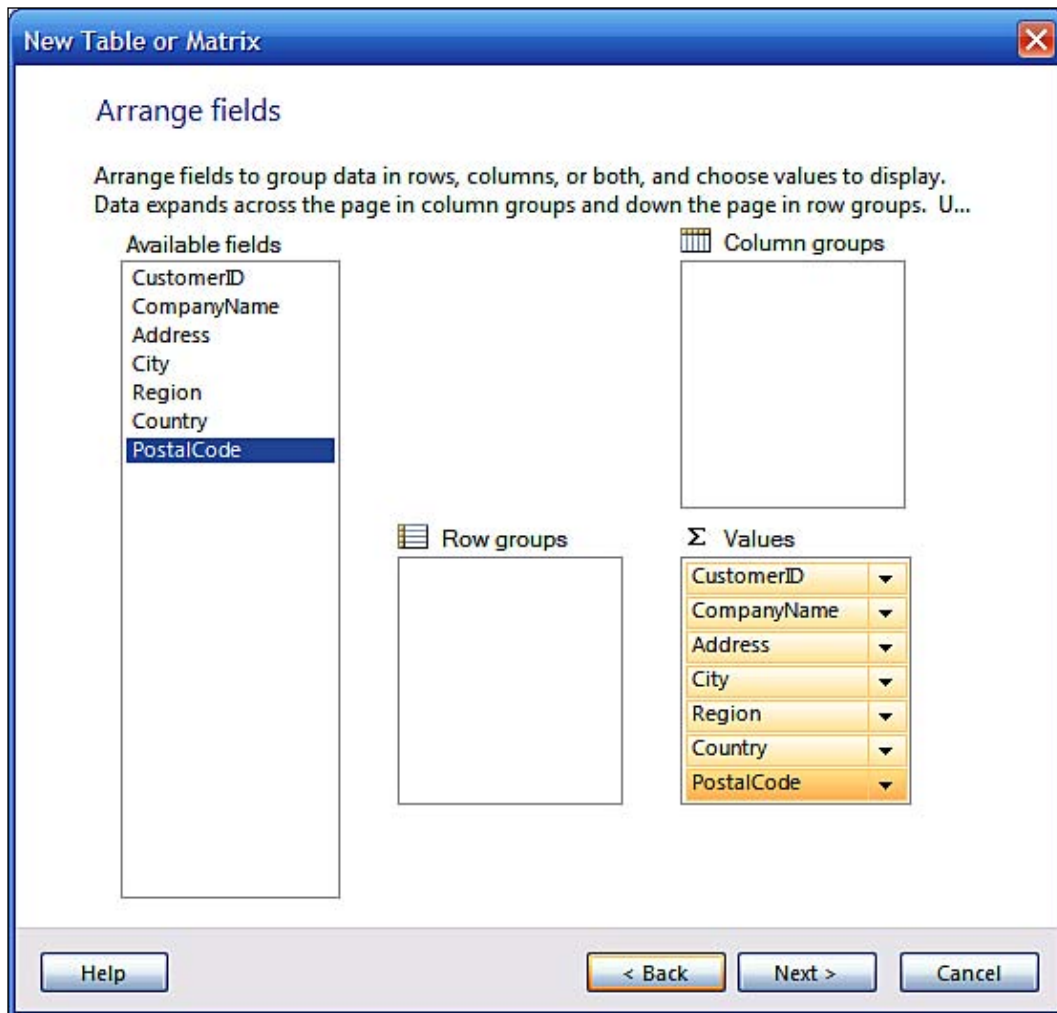 New Table or Matrix
Arrange fields
Arrange fields to group data in rows, columns, or both, and choose values to display.
Data expands across the page in column groups and down the page in row groups. U...
Available fields
CustomerID
CompanyName
Address
City
Region
Country
PostalCode
Column groups
Row groups
Σ Values
CustomerID
CompanyName
Address
City
Region
Country
PostalCode
Help
< Back
Next >
Cancel